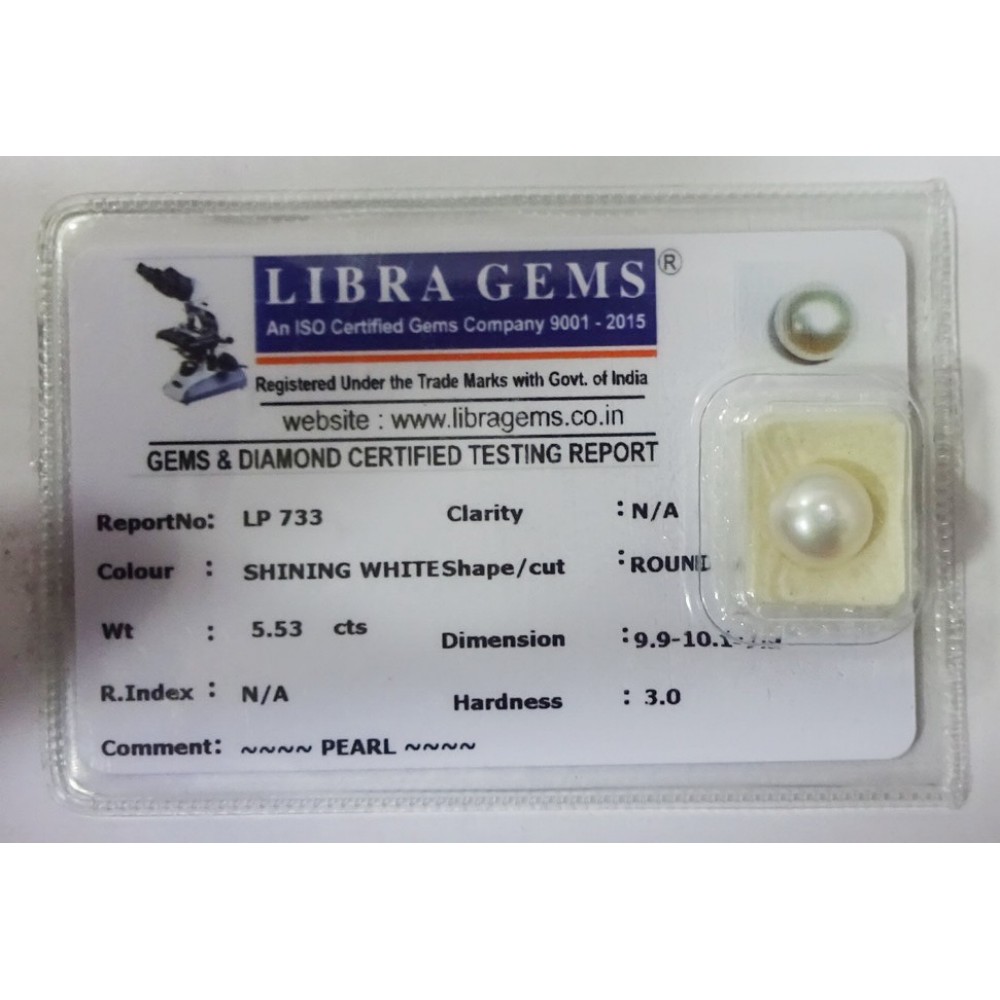 LIBRA GEMS ®
An ISO Certified Gems Company 9001 - 2015
Registered Under the Trade Marks with Govt. of India
website : www.libragems.co.in
GEMS & DIAMOND CERTIFIED TESTING REPORT
ReportNo: LP 733 Clarity : N/A
Colour : SHINING WHITE Shape/cut : ROUND
Wt : 5.53 cts Dimension : 9.9-10.1-
R.Index : N/A Hardness : 3.0
Comment: ~~~~ PEARL ~~~~